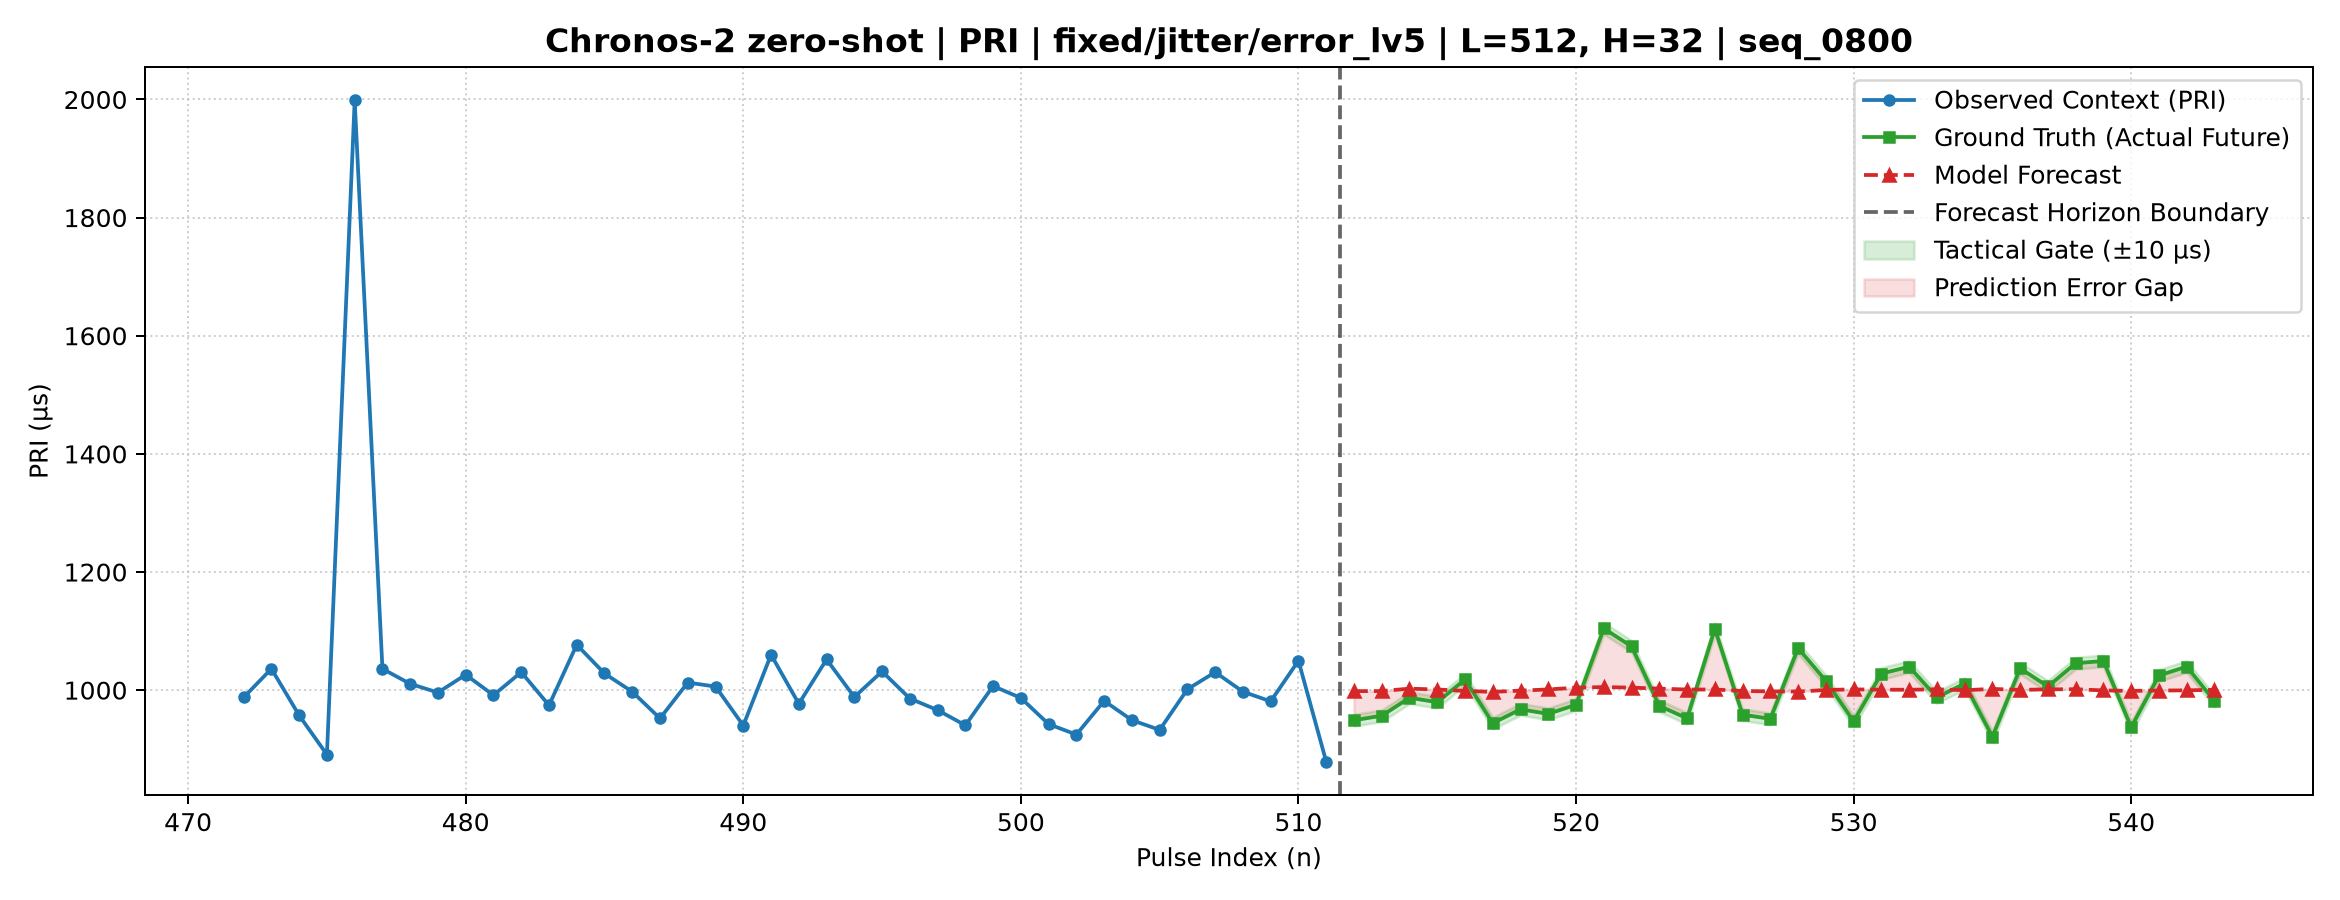 Chronos-2 zero-shot | PRI | fixed/jitter/error_lv5 | L=512, H=32 | seq_0800
Observed Context (PRI)
Ground Truth (Actual Future)
Model Forecast
Forecast Horizon Boundary
Tactical Gate (±10 µs)
Prediction Error Gap
PRI (µs)
2000
1800
1600
1400
1200
1000
470 480 490 500 510 520 530 540
Pulse Index (n)